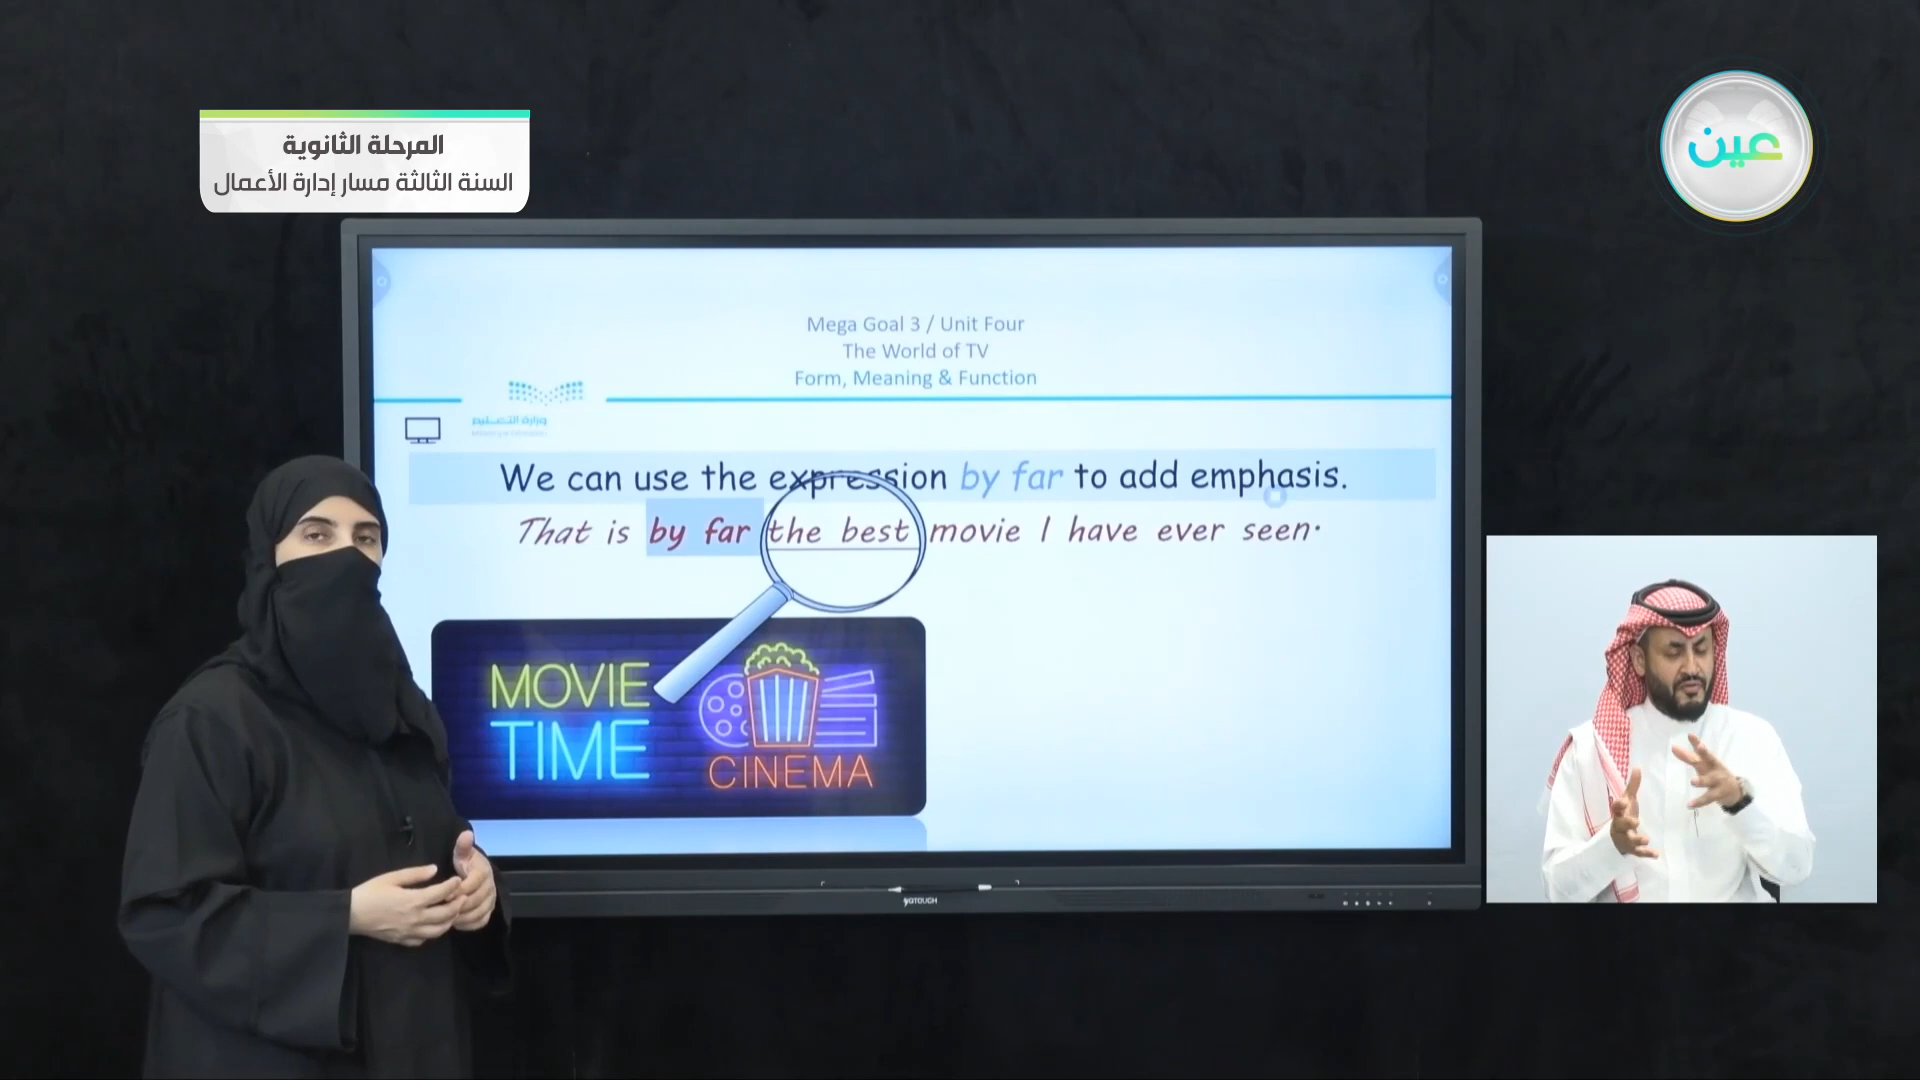 المرحلة الثانوية
السنة الثالثة مسار إدارة الأعمال
عين
Mega Goal 3 / Unit Four
The World of TV
Form, Meaning & Function
وزارة التعليم
We can use the expression by far to add emphasis.
That is by far the best movie I have ever seen.
MOVIE
TIME
CINEMA